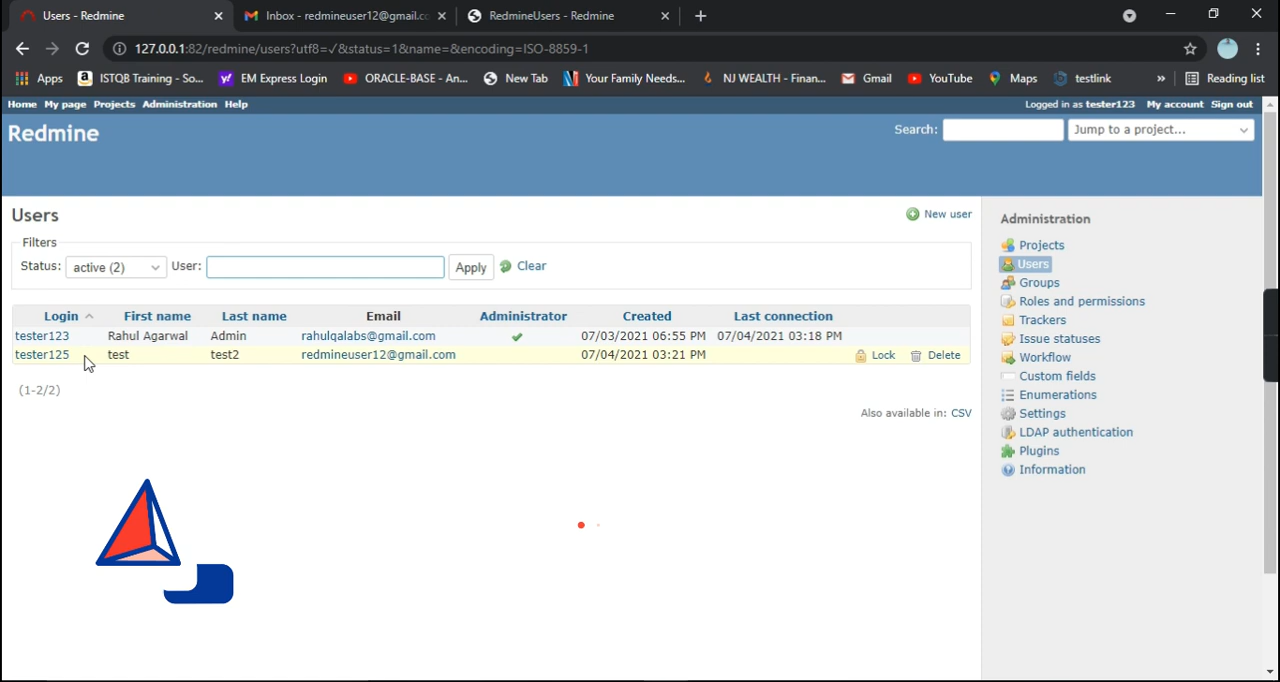 Users - Redmine
Inbox - redmineuser12@gmail.co
RedmineUsers - Redmine
127.0.0.1:82/redmine/users?utf8=✓&status=1&name=&encoding=ISO-8859-1
Apps ISTQB Training - So... EM Express Login ORACLE-BASE - An... New Tab Your Family Needs... NJ WEALTH - Finan... Gmail YouTube Maps testlink » Reading list
Home My page Projects Administration Help
Logged in as tester123 My account Sign out
Redmine
Search: Jump to a project...
Users
New user
Filters
Status: active (2) User: Apply Clear
Login First name Last name Email Administrator Created Last connection
tester123 Rahul Agarwal Admin rahulqalabs@gmail.com 07/03/2021 06:55 PM 07/04/2021 03:18 PM
tester125 test test2 redmineuser12@gmail.com 07/04/2021 03:21 PM Lock Delete
(1-2/2)
Also available in: CSV
Administration
Projects
Users
Groups
Roles and permissions
Trackers
Issue statuses
Workflow
Custom fields
Enumerations
Settings
LDAP authentication
Plugins
Information